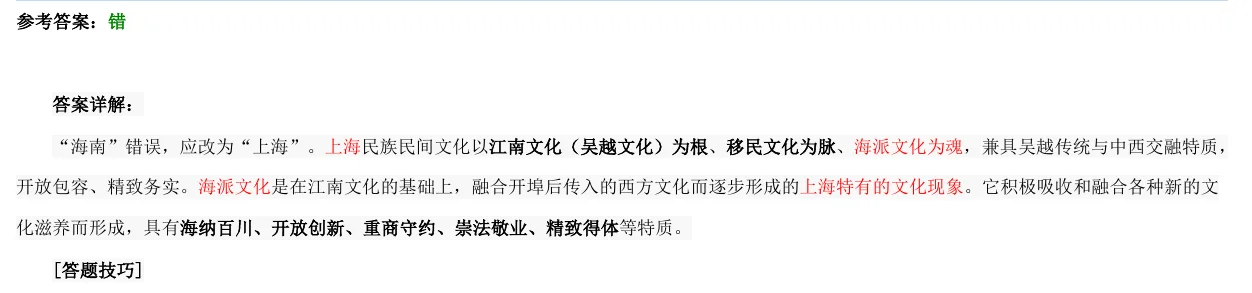 参考答案：错
答案详解：
“海南”错误，应改为“上海”。上海民族民间文化以江南文化（吴越文化）为根、移民文化为脉、海派文化为魂，兼具吴越传统与中西交融特质，
开放包容、精致务实。海派文化是在江南文化的基础上，融合开埠后传入的西方文化而逐步形成的上海特有的文化现象。它积极吸收和融合各种新的文
化滋养而形成，具有海纳百川、开放创新、重商守约、崇法敬业、精致得体等特质。
[答题技巧]